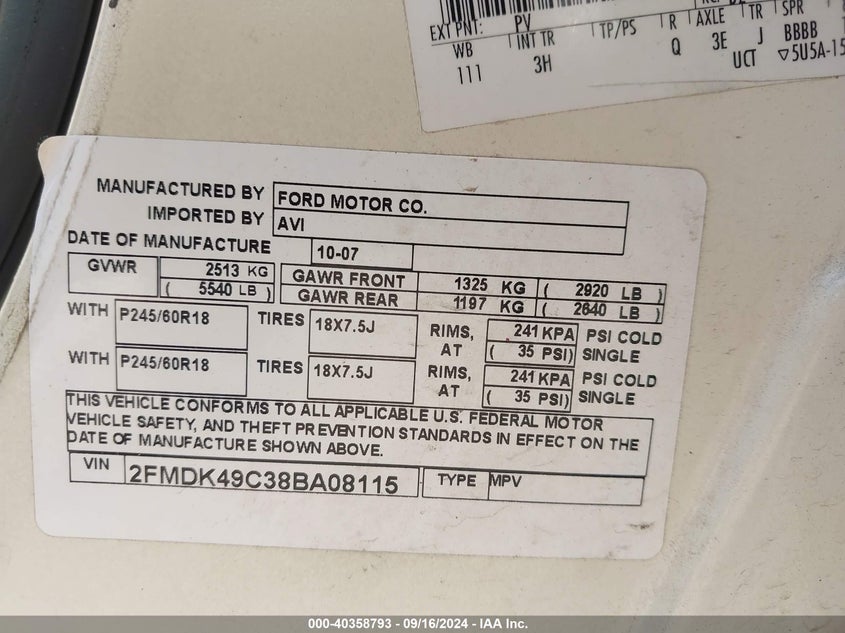 EXT PNT: PV RC: DE
WB INT TR TP/PS R AXLE TR SPR
111 3H Q 3E J BBBB
UCT ▽5U5A-15
MANUFACTURED BY FORD MOTOR CO.
IMPORTED BY AVI
DATE OF MANUFACTURE 10-07
GVWR 2513 KG GAWR FRONT 1325 KG ( 2920 LB )
( 5540 LB ) GAWR REAR 1197 KG ( 2640 LB )
WITH P245/60R18 TIRES 18X7.5J RIMS, 241 KPA PSI COLD
AT ( 35 PSI) SINGLE
WITH P245/60R18 TIRES 18X7.5J RIMS, 241 KPA PSI COLD
AT ( 35 PSI) SINGLE
THIS VEHICLE CONFORMS TO ALL APPLICABLE U.S. FEDERAL MOTOR
VEHICLE SAFETY, AND THEFT PREVENTION STANDARDS IN EFFECT ON THE
DATE OF MANUFACTURE SHOWN ABOVE.
VIN 2FMDK49C38BA08115 TYPE MPV
000-40358793 - 09/16/2024 - IAA Inc.